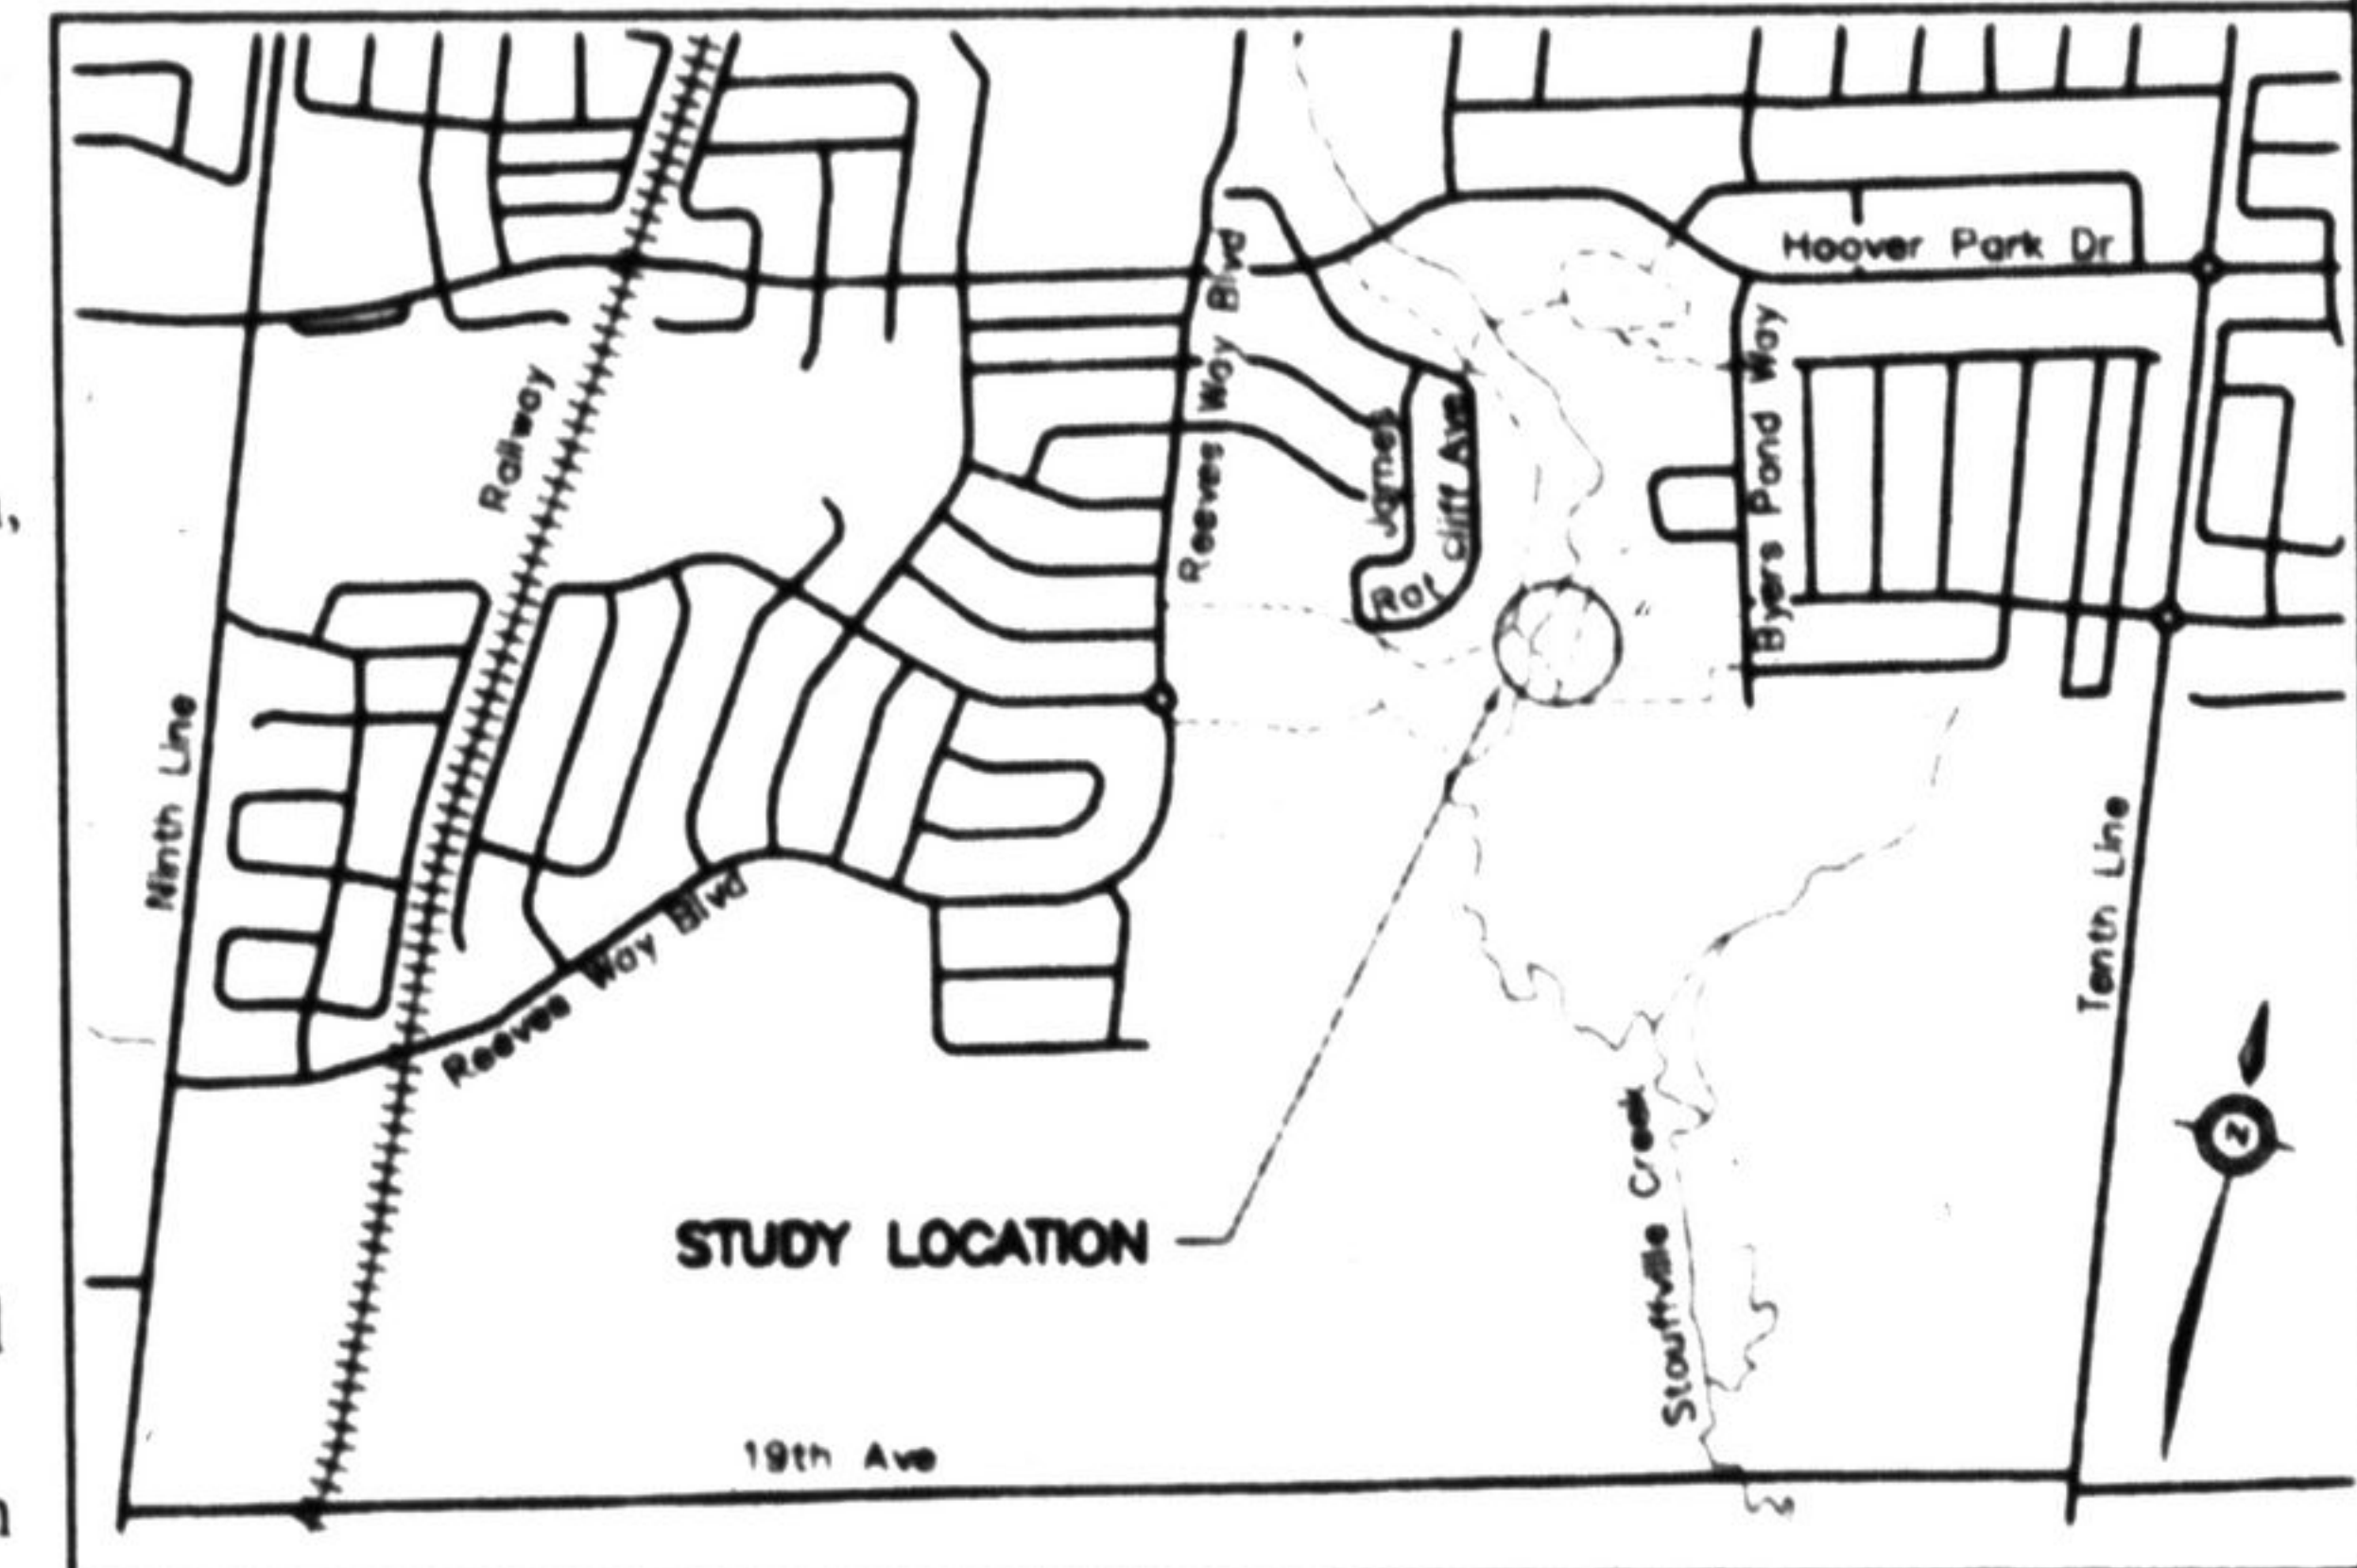 Hoover Park Dr
Reeves Way Blvd
Railway
James
cliff Ave
Byers Pond Way
Ninth Line
Reeves Way Blvd
Tenth Line
STUDY LOCATION
Stouffville Creek
19th Ave
N